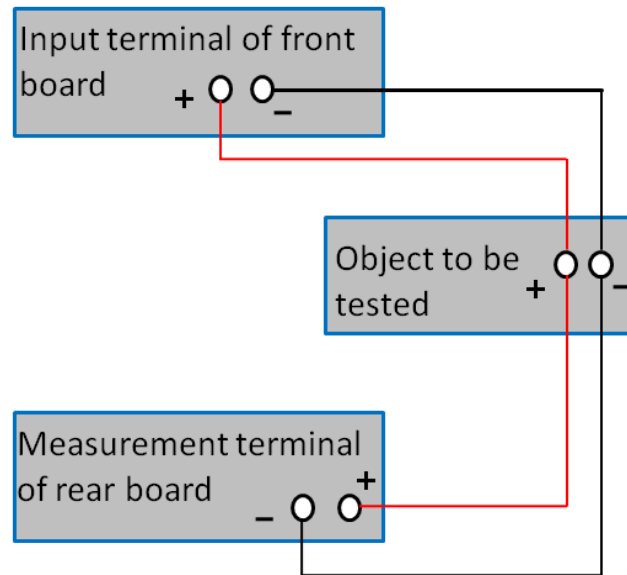 Input terminal of front
board
+
−
Object to be
tested
+
−
Measurement terminal
of rear board
−
+